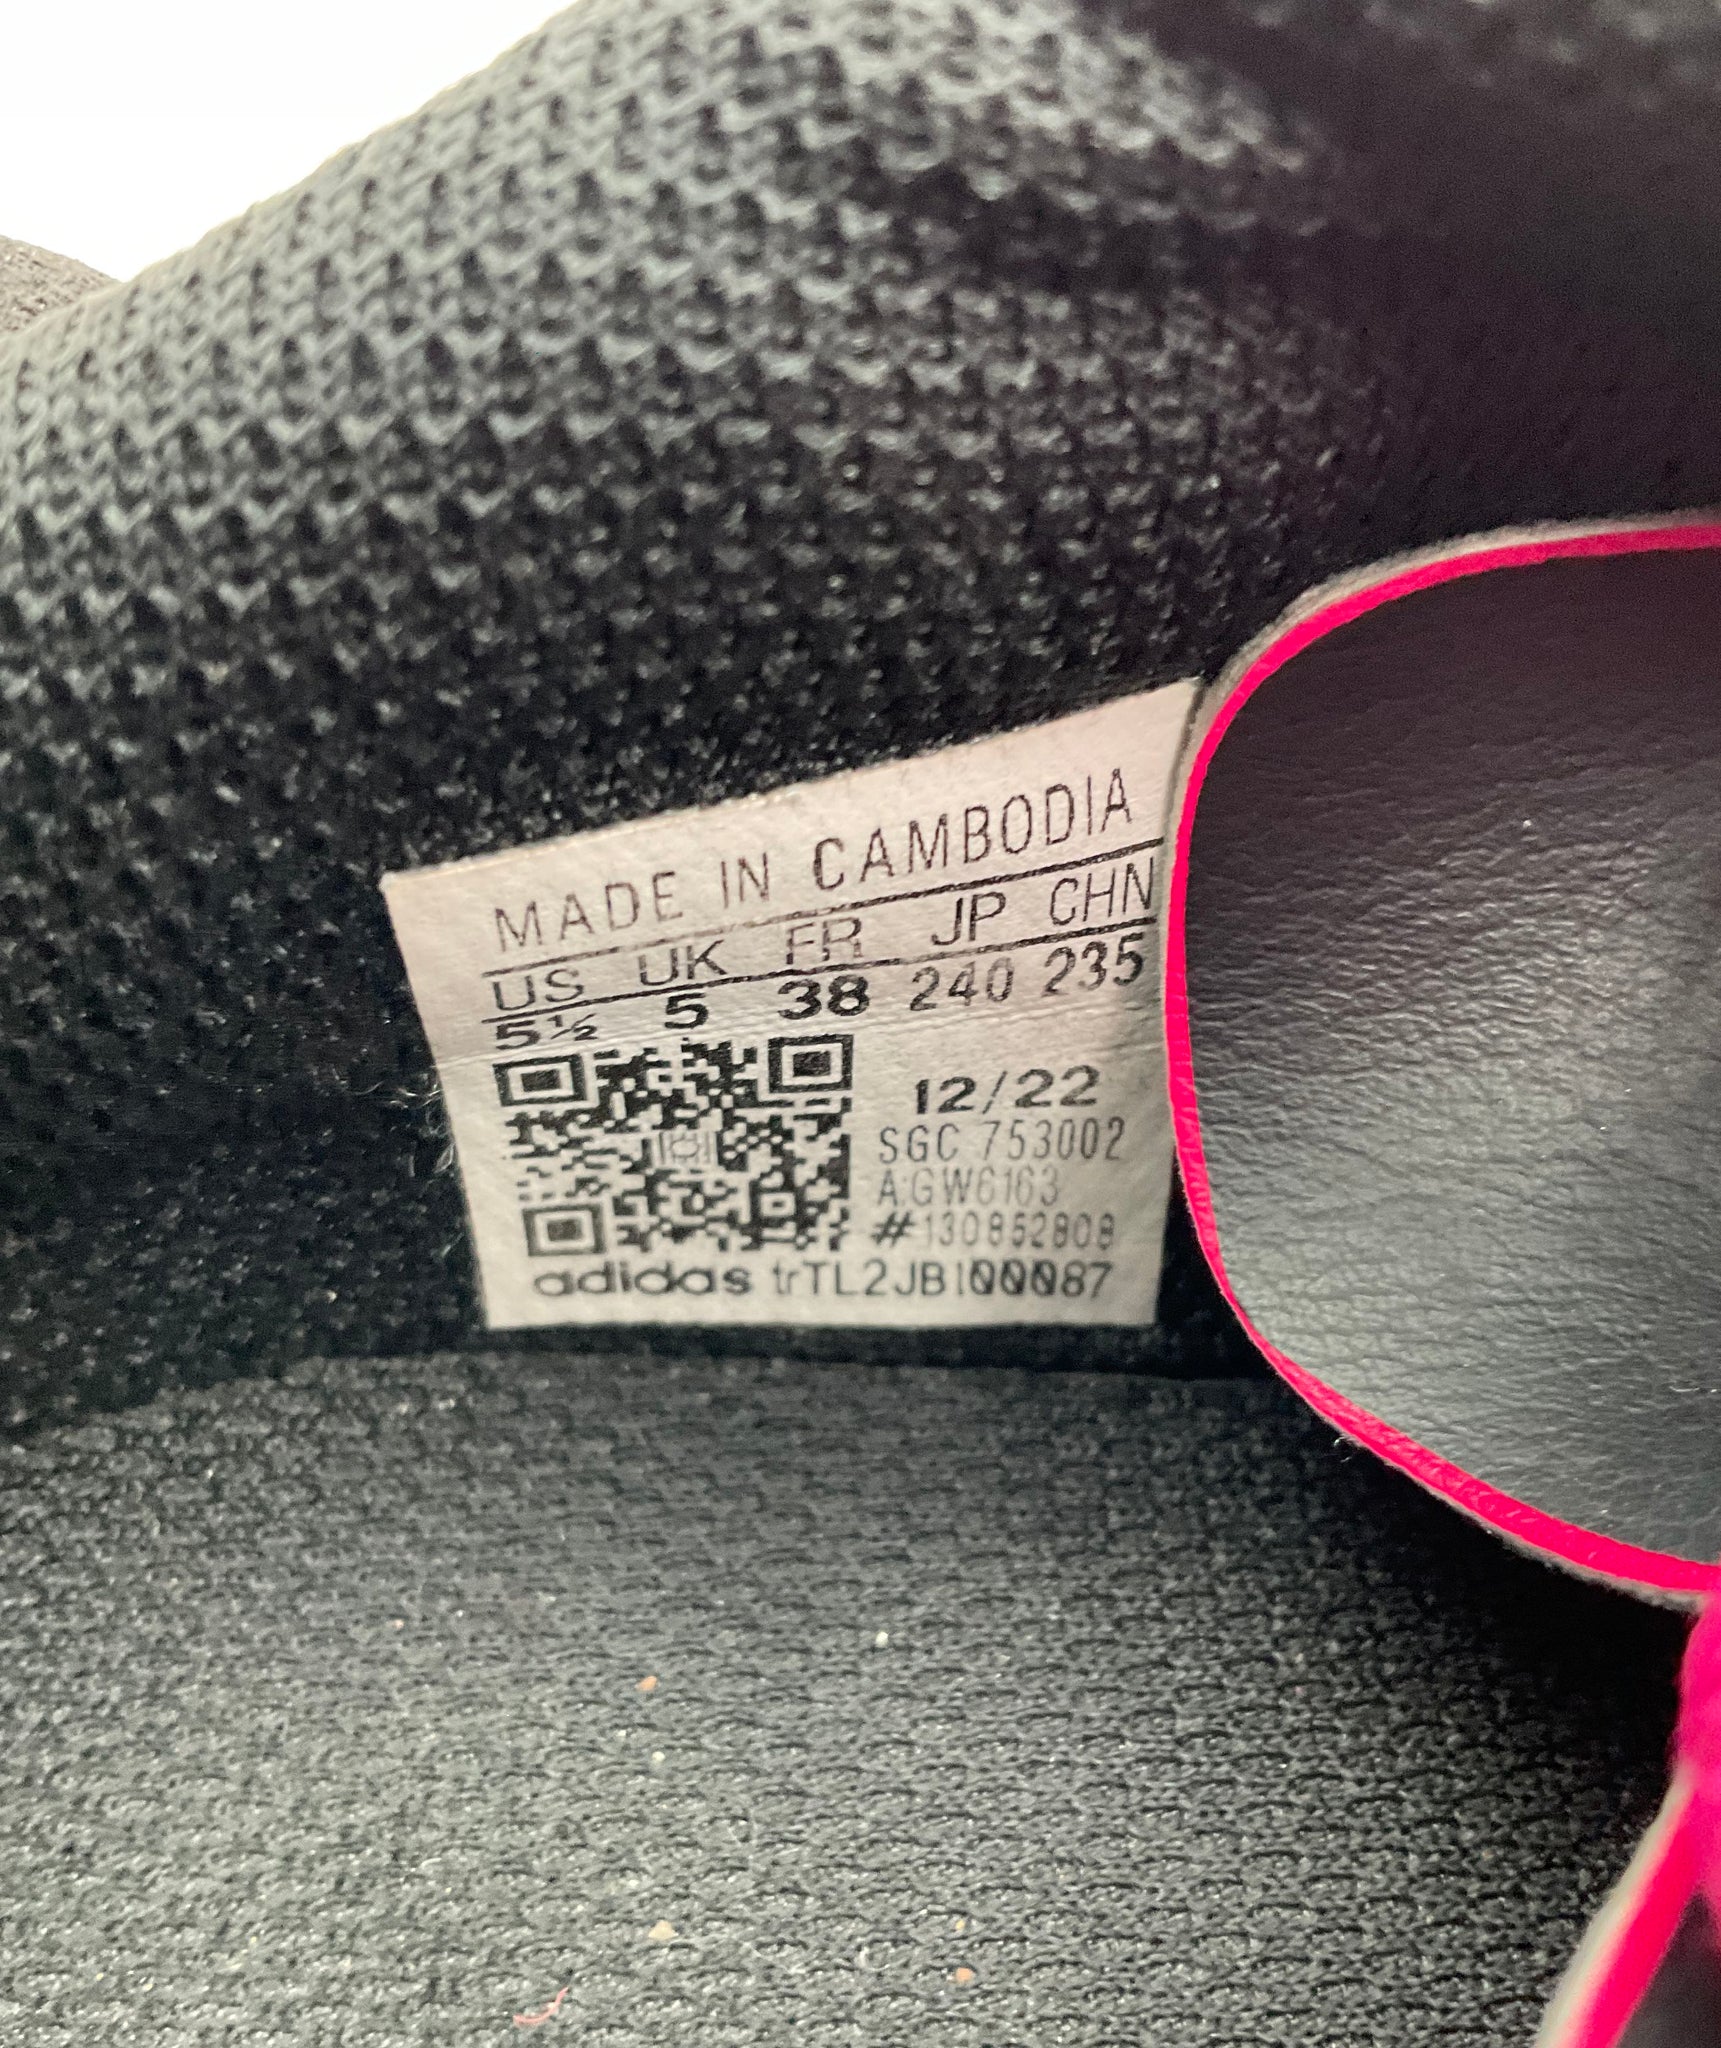 MADE IN CAMBODIA
US UK FR JP CHN
5½ 5 38 240 235
12/22
SGC 753002
A:GW6163
#130852808
adidas trTL2JB100087